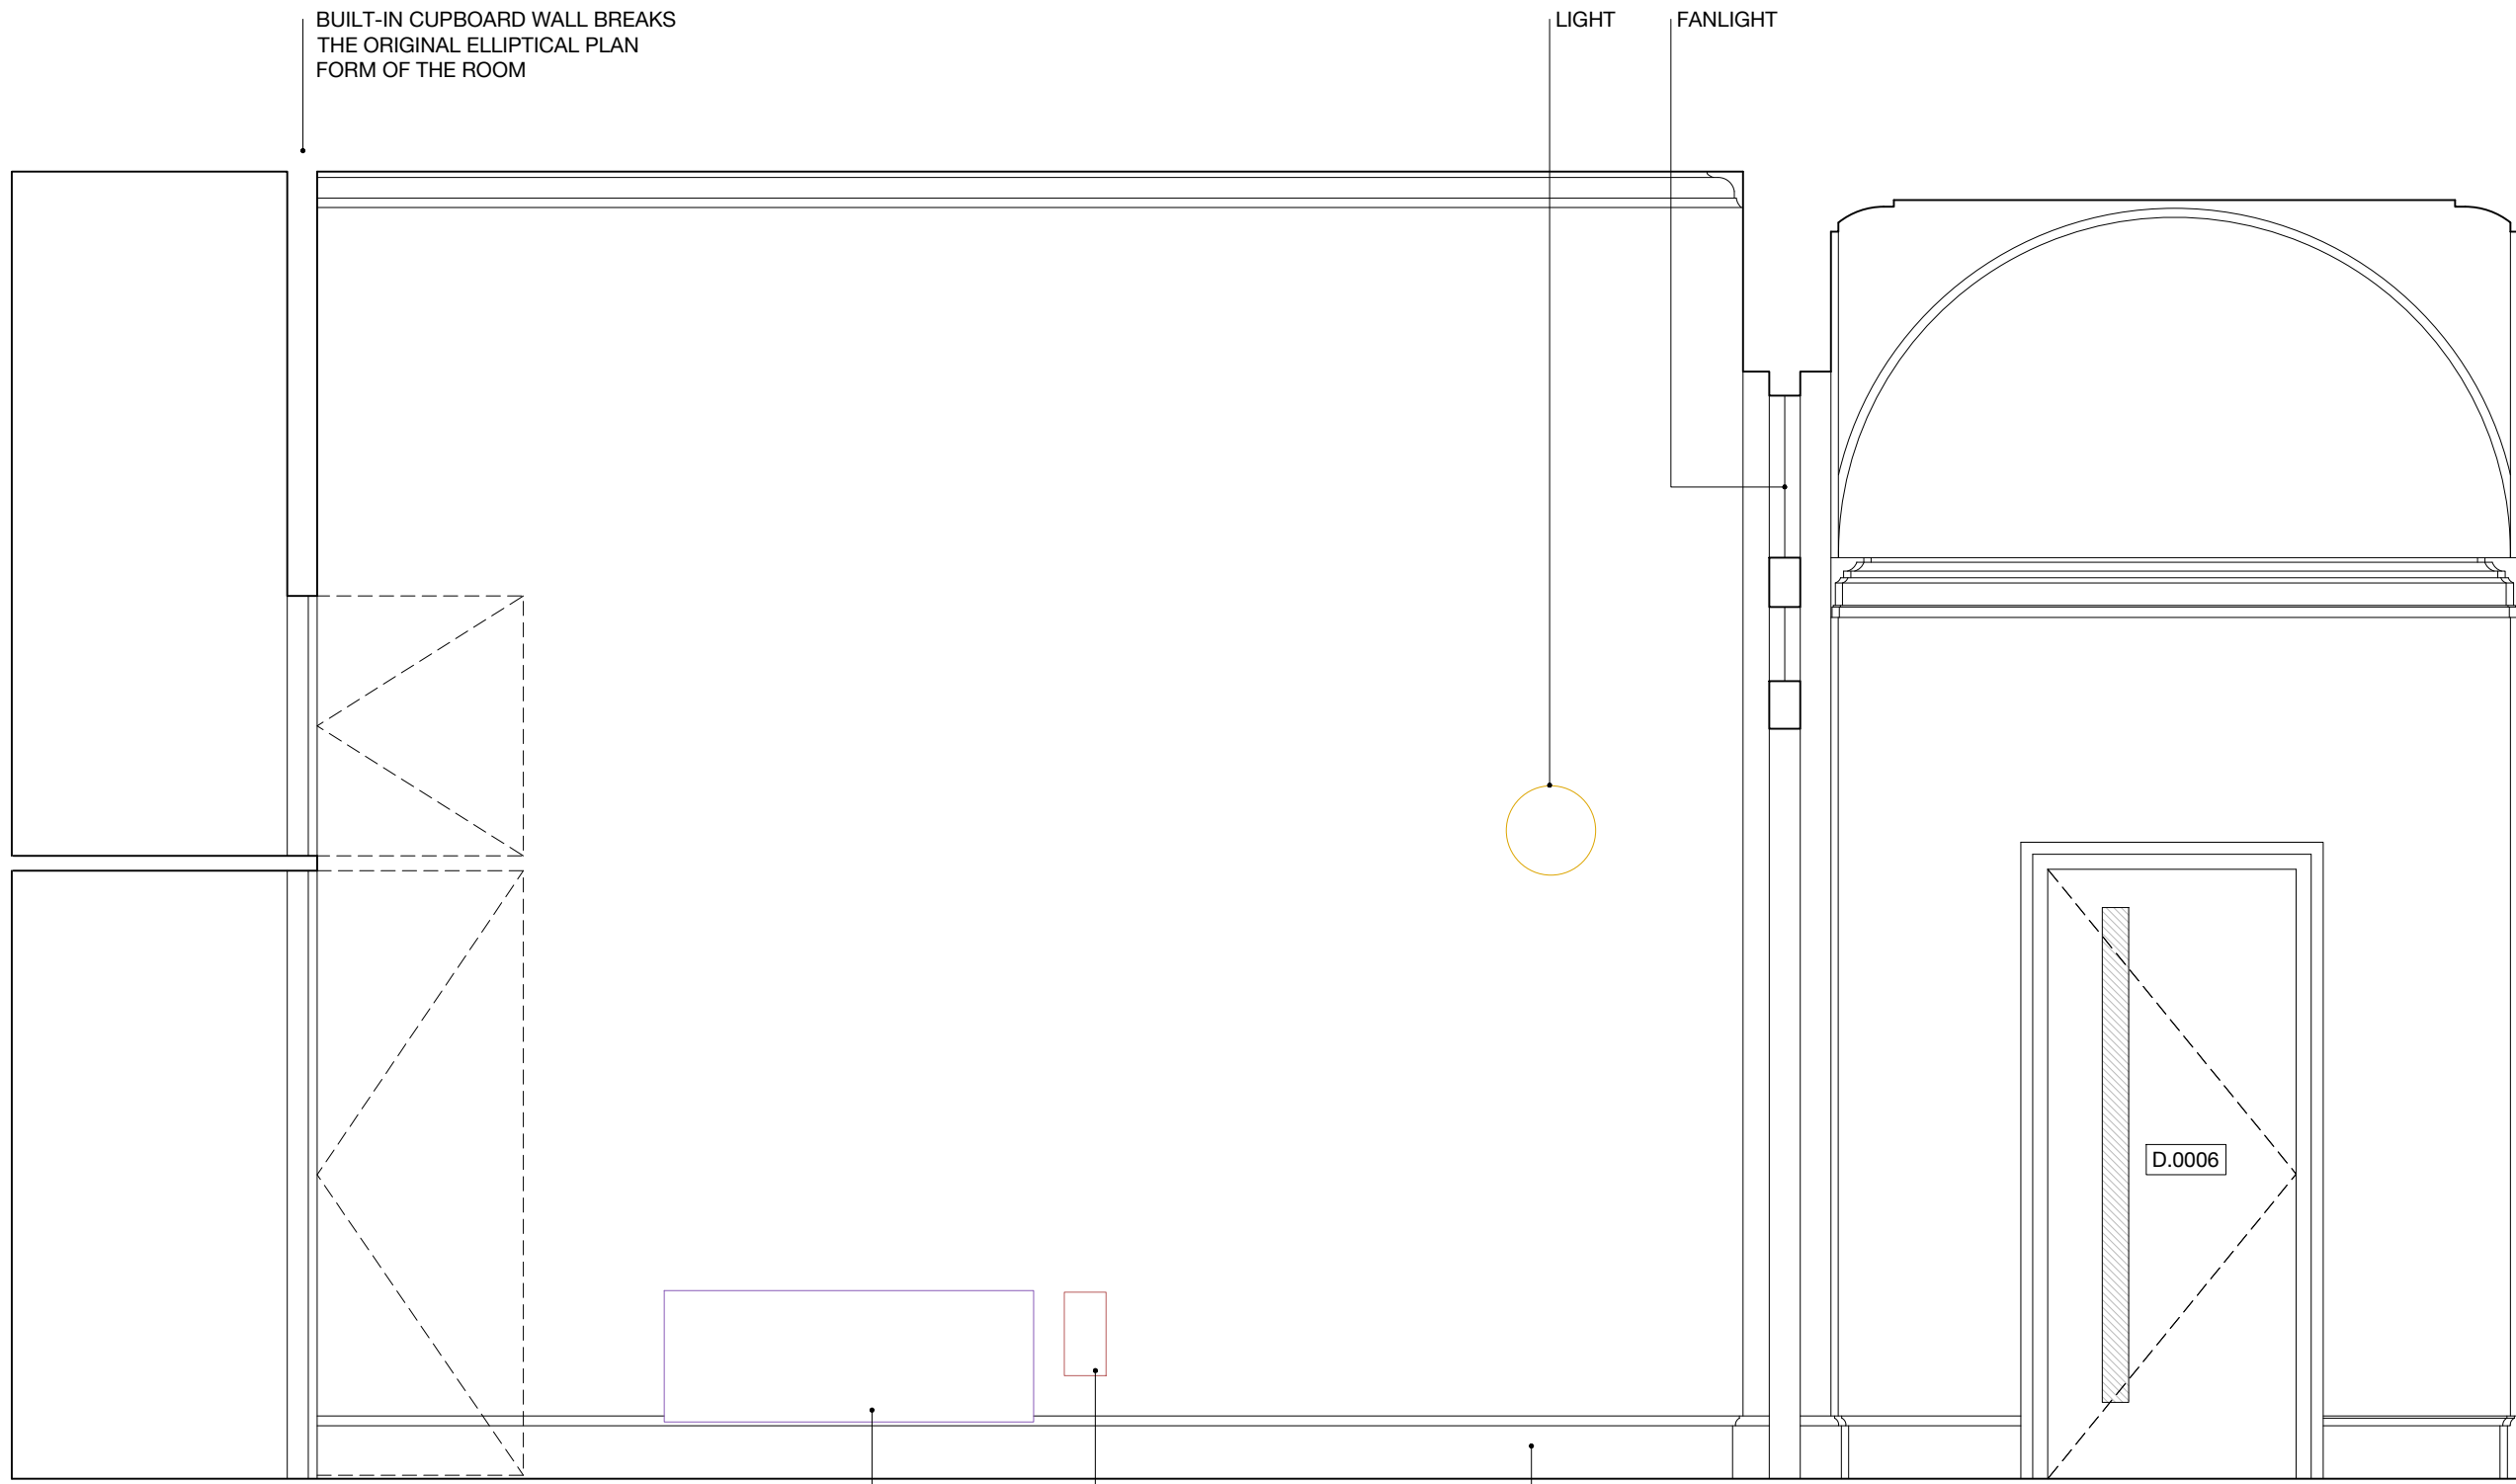 BUILT-IN CUPBOARD WALL BREAKS
THE ORIGINAL ELLIPTICAL PLAN
FORM OF THE ROOM
LIGHT
FANLIGHT
D.0006